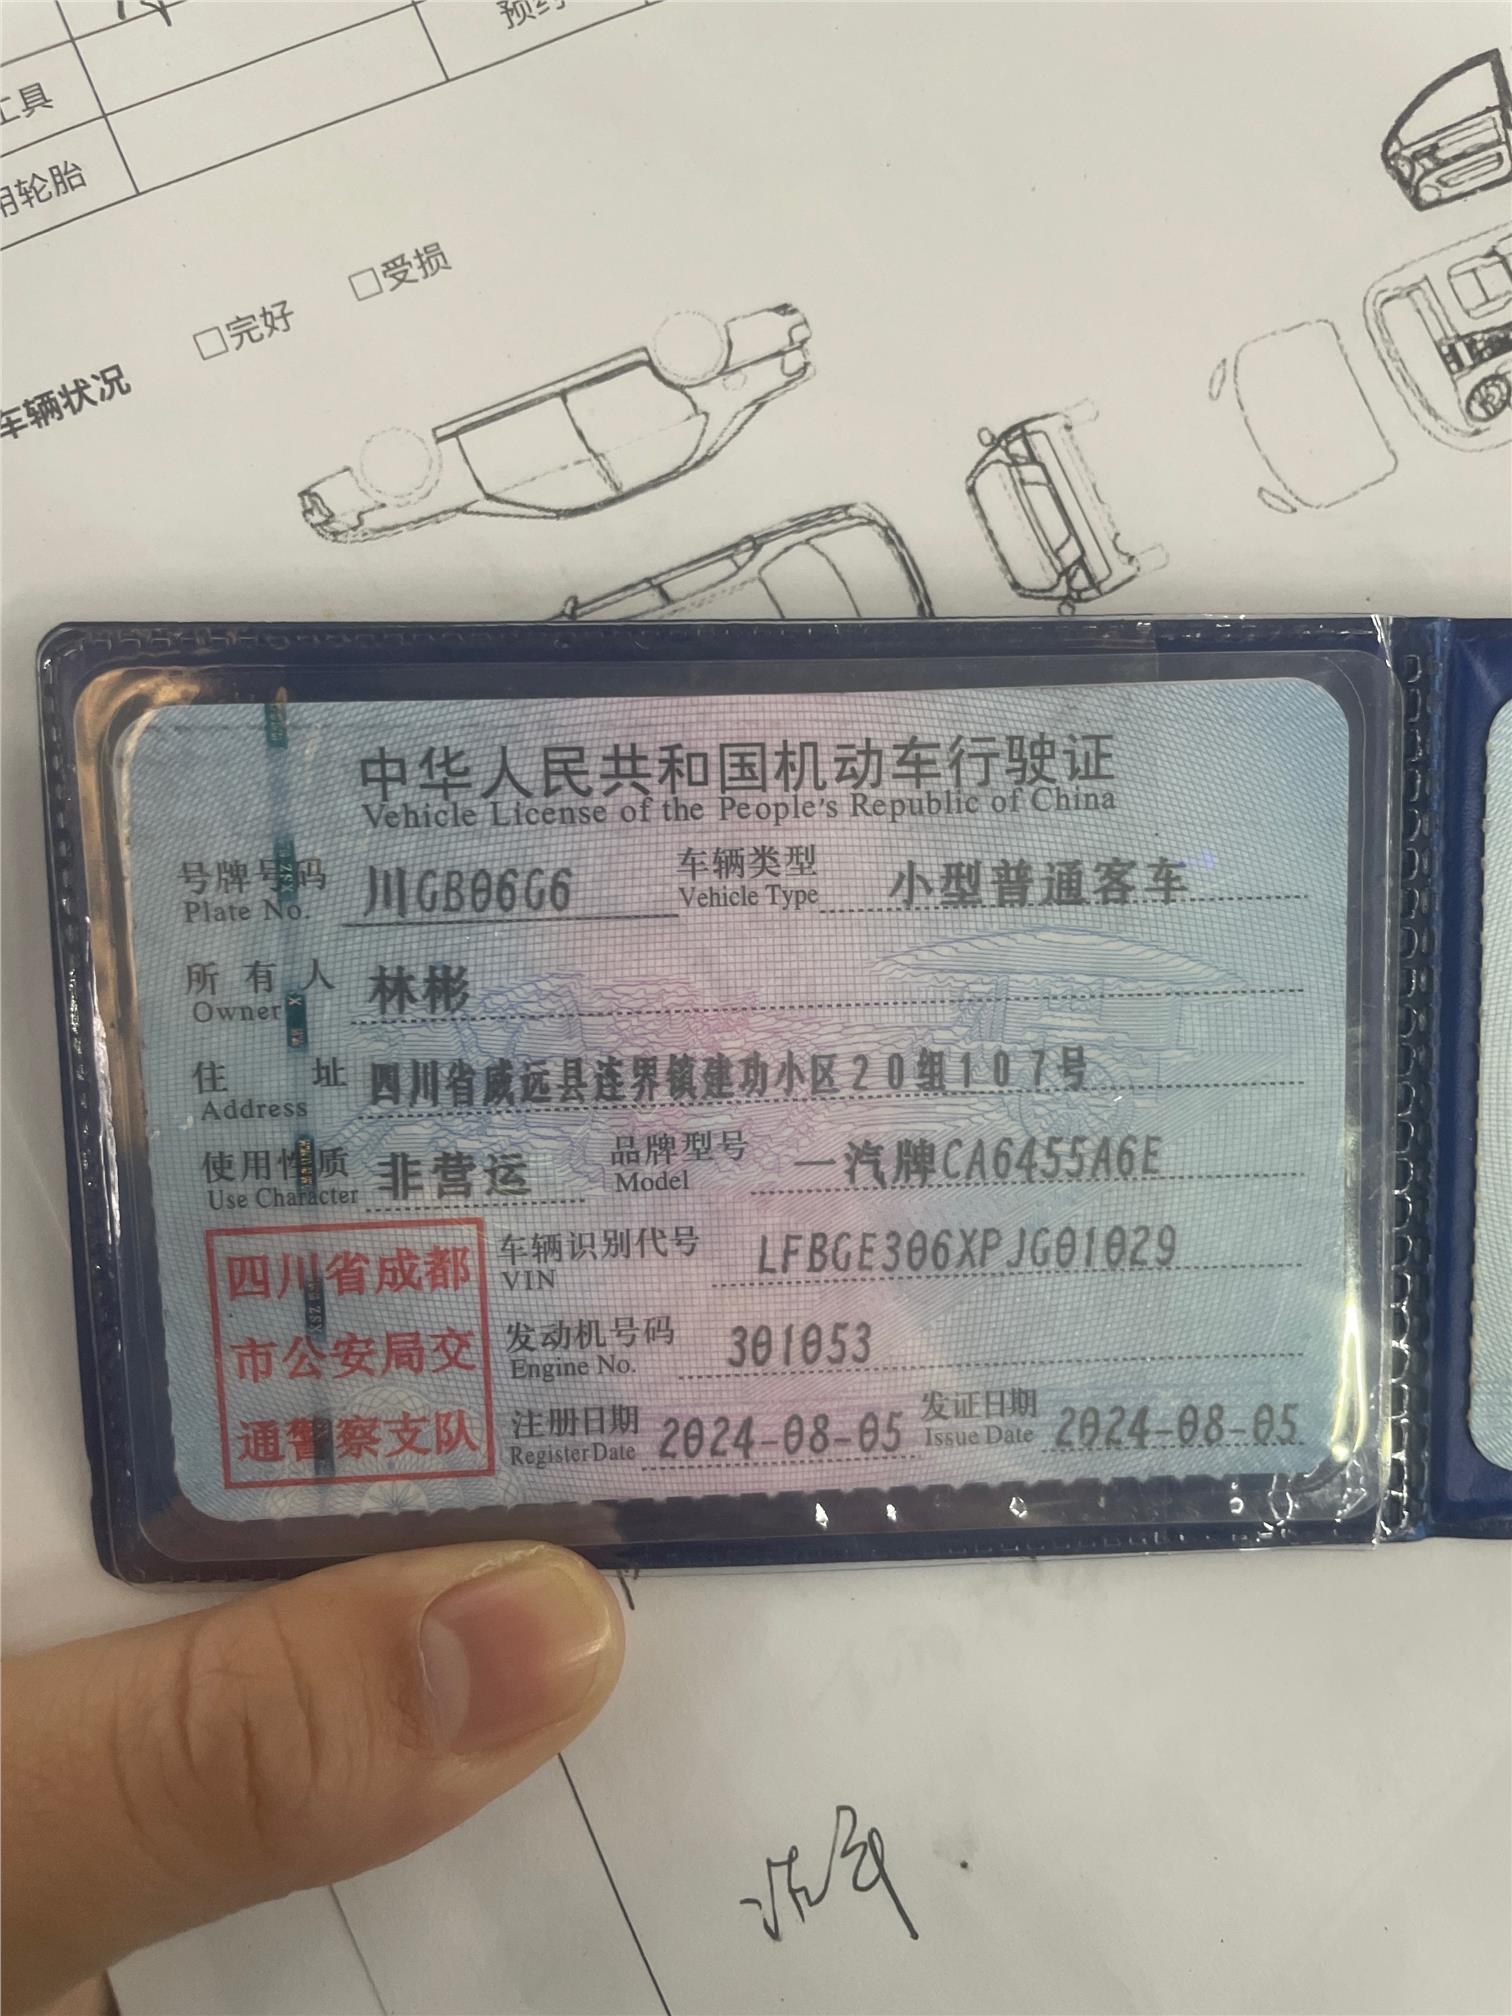 预约
工具
用轮胎
车辆状况 □完好 □受损
中华人民共和国机动车行驶证
Vehicle License of the People's Republic of China
号牌号码 川GB06G6 车辆类型 小型普通客车
Plate No. Vehicle Type
所有人 林彬
Owner
住址 四川省威远县连界镇建功小区20组107号
Address
使用性质 非营运 品牌型号 一汽牌CA6455A6E
Use Character Model
四川省成都
市公安局交
通警察支队
车辆识别代号 LFBGE306XPJG01029
VIN
发动机号码 301053
Engine No.
注册日期 2024-08-05 发证日期 2024-08-05
Register Date Issue Date